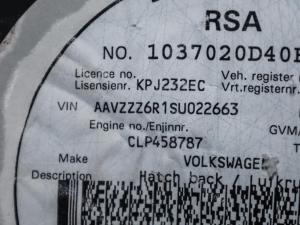 RSA
NO. 1037020D40
Licence no. Veh. register
Lisensienr. KPJ232EC Vrt.registernr.
VIN AAVZZZ6R1SU022663
Engine no./Enjinnr. GVM
CLP458787
Make VOLKSWAGEN
Description Hatch back /